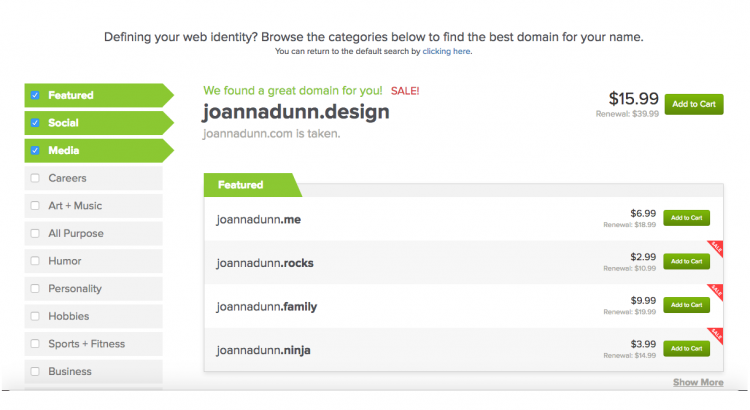 Defining your web identity? Browse the categories below to find the best domain for your name.
You can return to the default search by clicking here.
Featured
Social
Media
Careers
Art + Music
All Purpose
Humor
Personality
Hobbies
Sports + Fitness
Business
We found a great domain for you! SALE!
joannadunn.design
joannadunn.com is taken.
$15.99
Renewal: $39.99
Add to Cart
Featured
joannadunn.me
$6.99
Renewal: $18.99
Add to Cart
joannadunn.rocks
$2.99
Renewal: $10.99
Add to Cart
SALE
joannadunn.family
$9.99
Renewal: $19.99
Add to Cart
SALE
joannadunn.ninja
$3.99
Renewal: $14.99
Add to Cart
SALE
Show More